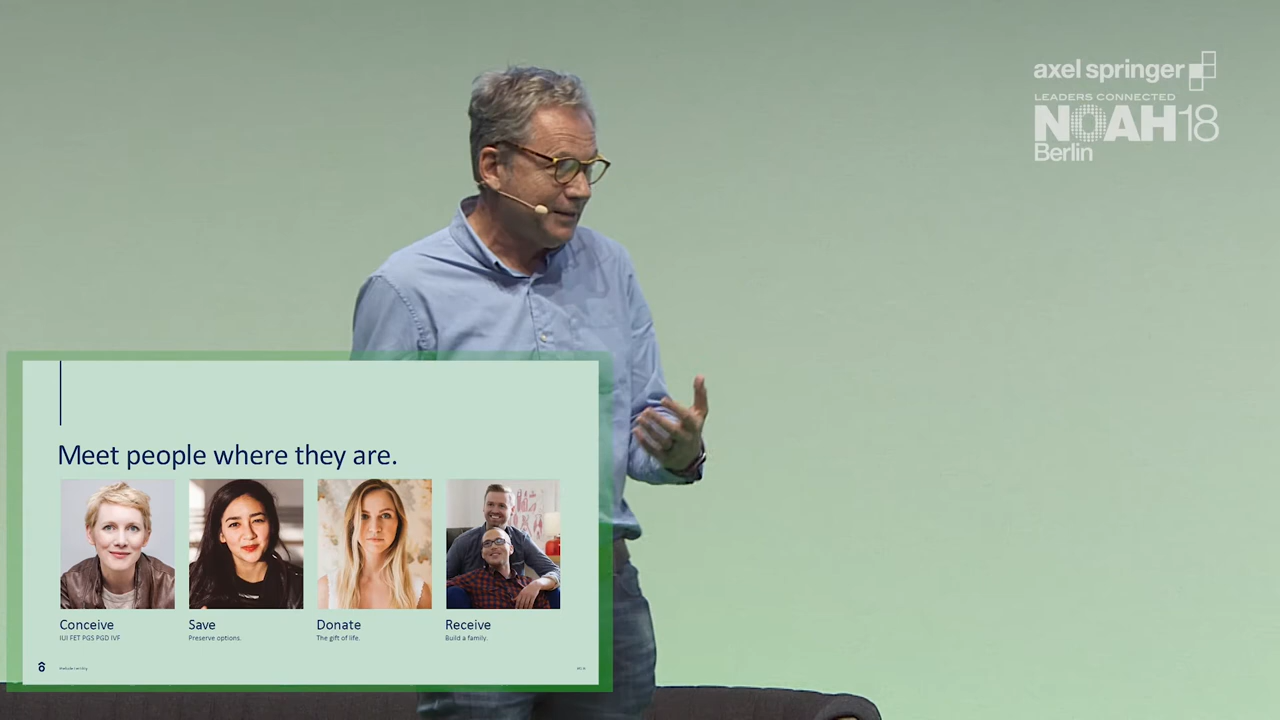 axel springer
LEADERS CONNECTED
NOAH18
Berlin
Meet people where they are.
Conceive
IUI FET PGS PGD IVF
Save
Preserve options.
Donate
The gift of life.
Receive
Build a family.